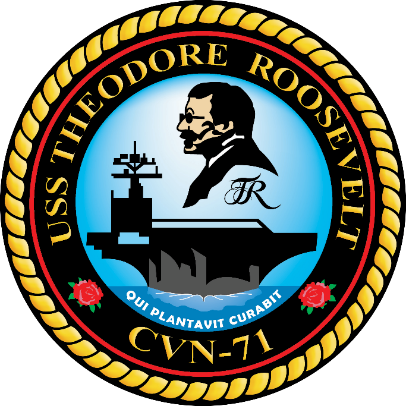 USS THEODORE ROOSEVELT
TR
QUI PLANTAVIT CURABIT
CVN-71